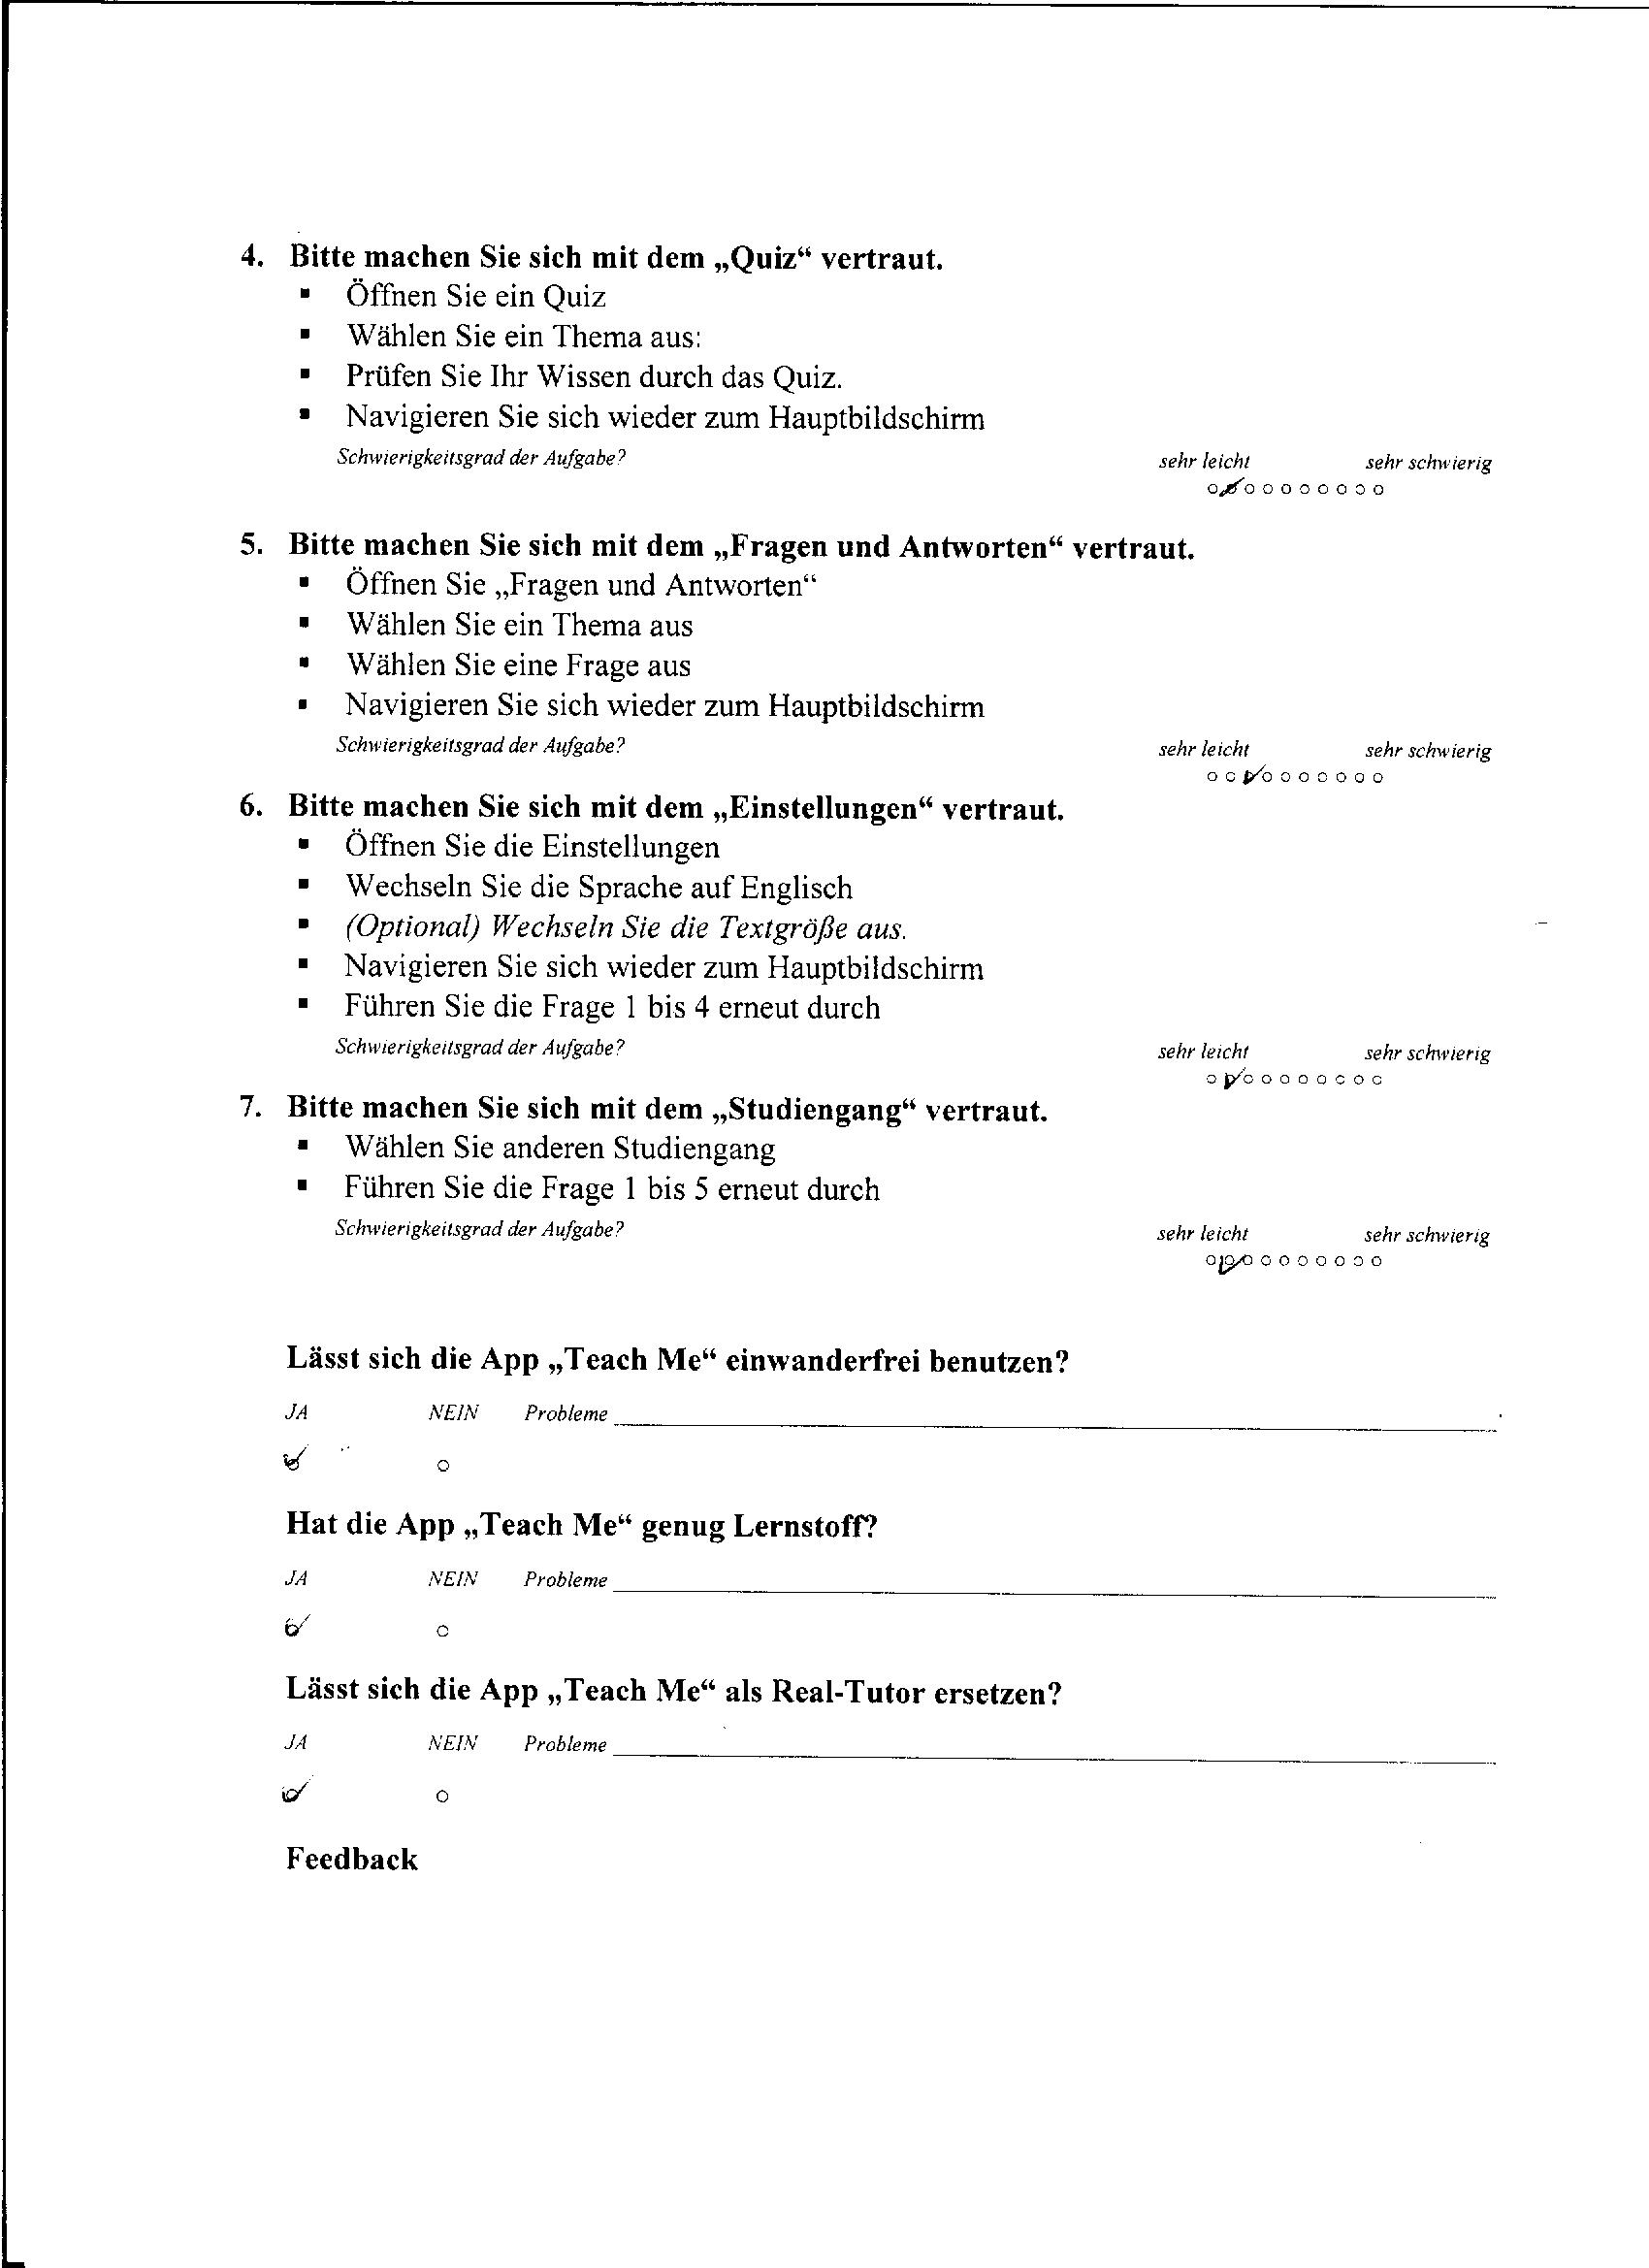 4. Bitte machen Sie sich mit dem „Quiz“ vertraut.
▪ Öffnen Sie ein Quiz
▪ Wählen Sie ein Thema aus:
▪ Prüfen Sie Ihr Wissen durch das Quiz.
▪ Navigieren Sie sich wieder zum Hauptbildschirm
Schwierigkeitsgrad der Aufgabe? sehr leicht sehr schwierig
5. Bitte machen Sie sich mit dem „Fragen und Antworten“ vertraut.
▪ Öffnen Sie „Fragen und Antworten“
▪ Wählen Sie ein Thema aus
▪ Wählen Sie eine Frage aus
▪ Navigieren Sie sich wieder zum Hauptbildschirm
Schwierigkeitsgrad der Aufgabe? sehr leicht sehr schwierig
6. Bitte machen Sie sich mit dem „Einstellungen“ vertraut.
▪ Öffnen Sie die Einstellungen
▪ Wechseln Sie die Sprache auf Englisch
▪ (Optional) Wechseln Sie die Textgröße aus.
▪ Navigieren Sie sich wieder zum Hauptbildschirm
▪ Führen Sie die Frage 1 bis 4 erneut durch
Schwierigkeitsgrad der Aufgabe? sehr leicht sehr schwierig
7. Bitte machen Sie sich mit dem „Studiengang“ vertraut.
▪ Wählen Sie anderen Studiengang
▪ Führen Sie die Frage 1 bis 5 erneut durch
Schwierigkeitsgrad der Aufgabe? sehr leicht sehr schwierig
Lässt sich die App „Teach Me“ einwanderfrei benutzen?
JA NEIN Probleme
Hat die App „Teach Me“ genug Lernstoff?
JA NEIN Probleme
Lässt sich die App „Teach Me“ als Real-Tutor ersetzen?
JA NEIN Probleme
Feedback